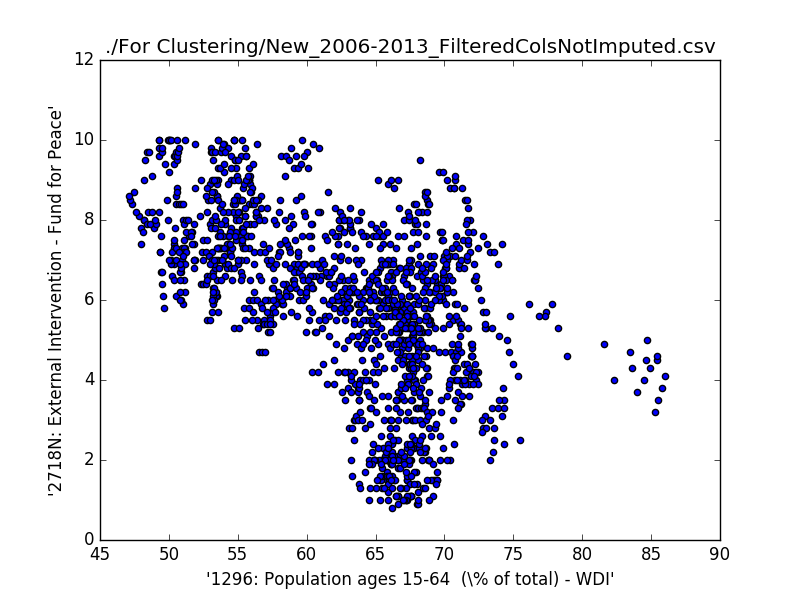 ./For Clustering/New_2006-2013_FilteredColsNotImputed.csv
12
10
8
6
4
2
0
'2718N: External Intervention - Fund for Peace'
45 50 55 60 65 70 75 80 85 90
'1296: Population ages 15-64  (\% of total) - WDI'